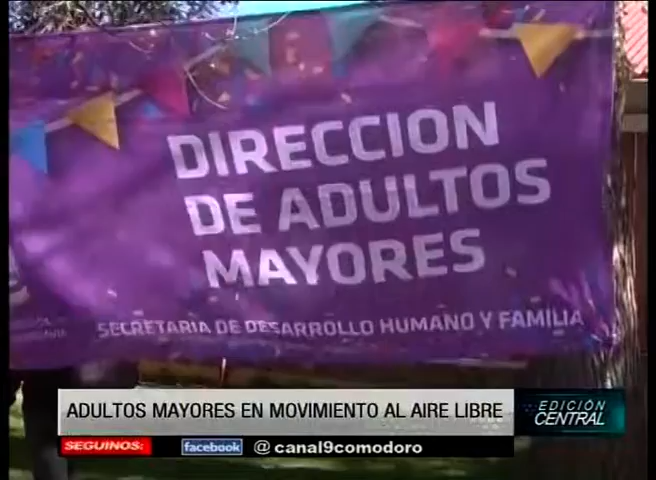 DIRECCIÓN
DE ADULTOS
MAYORES
SECRETARIA DE DESARROLLO HUMANO Y FAMILIA
ADULTOS MAYORES EN MOVIMIENTO AL AIRE LIBRE
EDICIÓN
CENTRAL
SEGUINOS:
facebook
@canal9comodoro